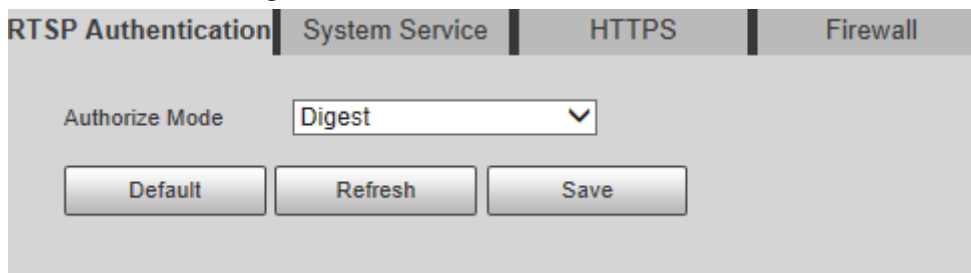 RTSP Authentication System Service HTTPS Firewall
Authorize Mode Digest
Default Refresh Save